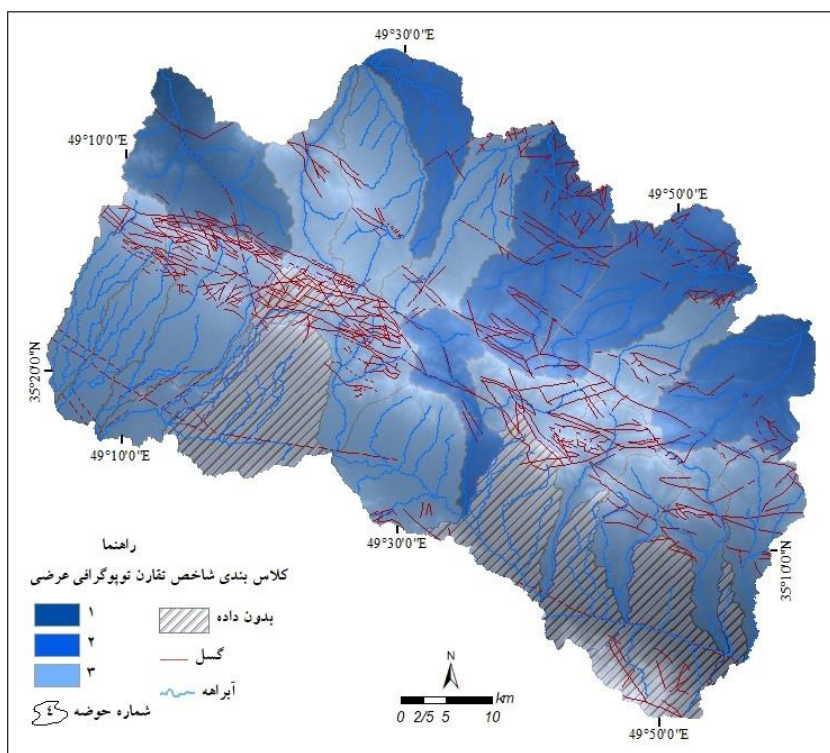 49°30'0"E
49°10'0"E
49°50'0"E
35°20'0"N
49°10'0"E
49°30'0"E
35°10'0"N
49°50'0"E
راهنما
کلاس بندی شاخص تقارن توپوگرافی عرضی
۱
۲
۳
۴ شماره حوضه
بدون داده
گسل
آبراهه
N
km
0 2/5 5 10